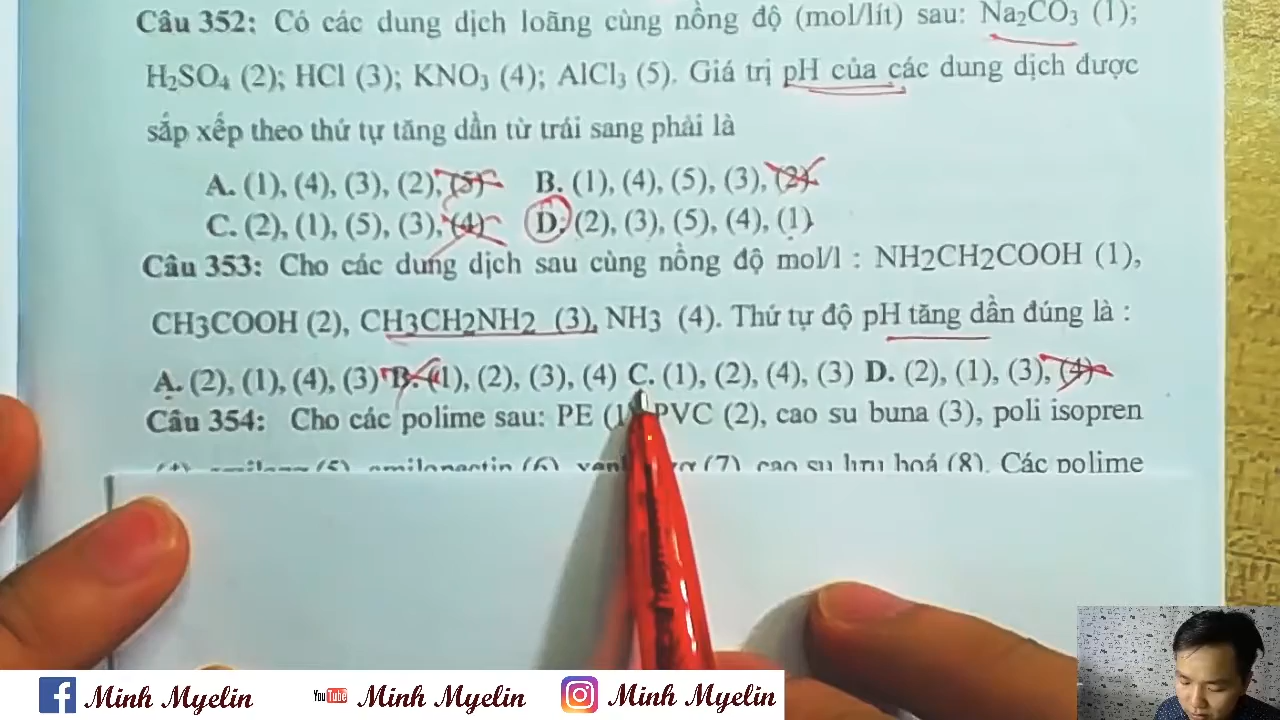 Câu 352: Có các dung dịch loãng cùng nồng độ (mol/lít) sau: Na₂CO₃ (1);
H₂SO₄ (2); HCl (3); KNO₃ (4); AlCl₃ (5). Giá trị pH của các dung dịch được
sắp xếp theo thứ tự tăng dần từ trái sang phải là
A. (1), (4), (3), (2), (5) B. (1), (4), (5), (3), (2)
C. (2), (1), (5), (3), (4) D. (2), (3), (5), (4), (1)
Câu 353: Cho các dung dịch sau cùng nồng độ mol/l : NH2CH2COOH (1),
CH3COOH (2), CH3CH2NH2 (3), NH3 (4). Thứ tự độ pH tăng dần đúng là :
A. (2), (1), (4), (3) B. (1), (2), (3), (4) C. (1), (2), (4), (3) D. (2), (1), (3), (4)
Câu 354: Cho các polime sau: PE (1) PVC (2), cao su buna (3), poli isopren
(5), amilopectin (6), (7), cao su lưu hoá (8). Các polime
Minh Myelin YouTube Minh Myelin Minh Myelin